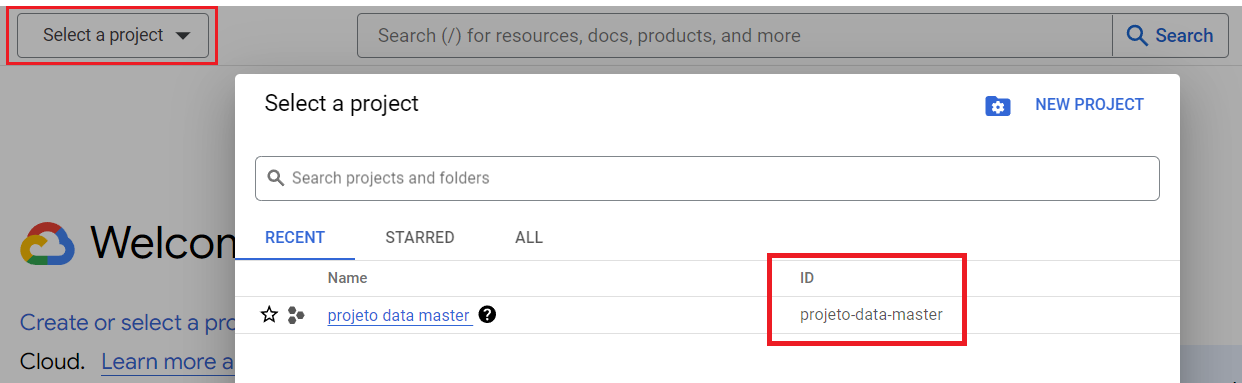 Select a project
Search (/) for resources, docs, products, and more
Search
Select a project
NEW PROJECT
Search projects and folders
RECENT STARRED ALL
Welcon
Name ID
projeto data master ? projeto-data-master
Create or select a pro
Cloud. Learn more a